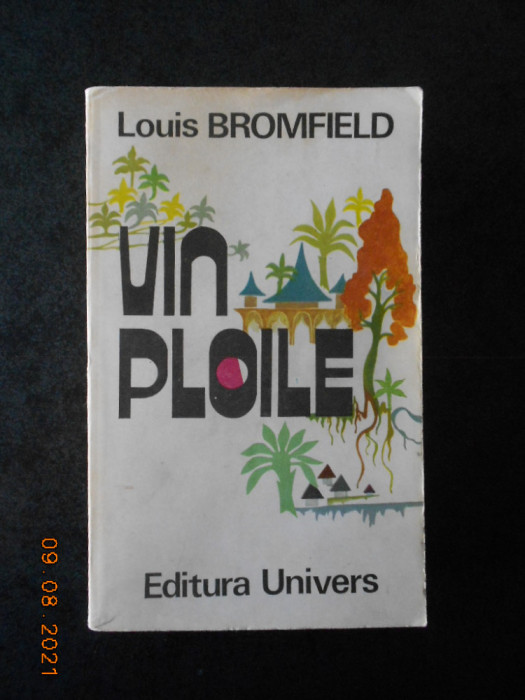 Louis BROMFIELD
VIN
PLOILE
Editura Univers
09.08.2021